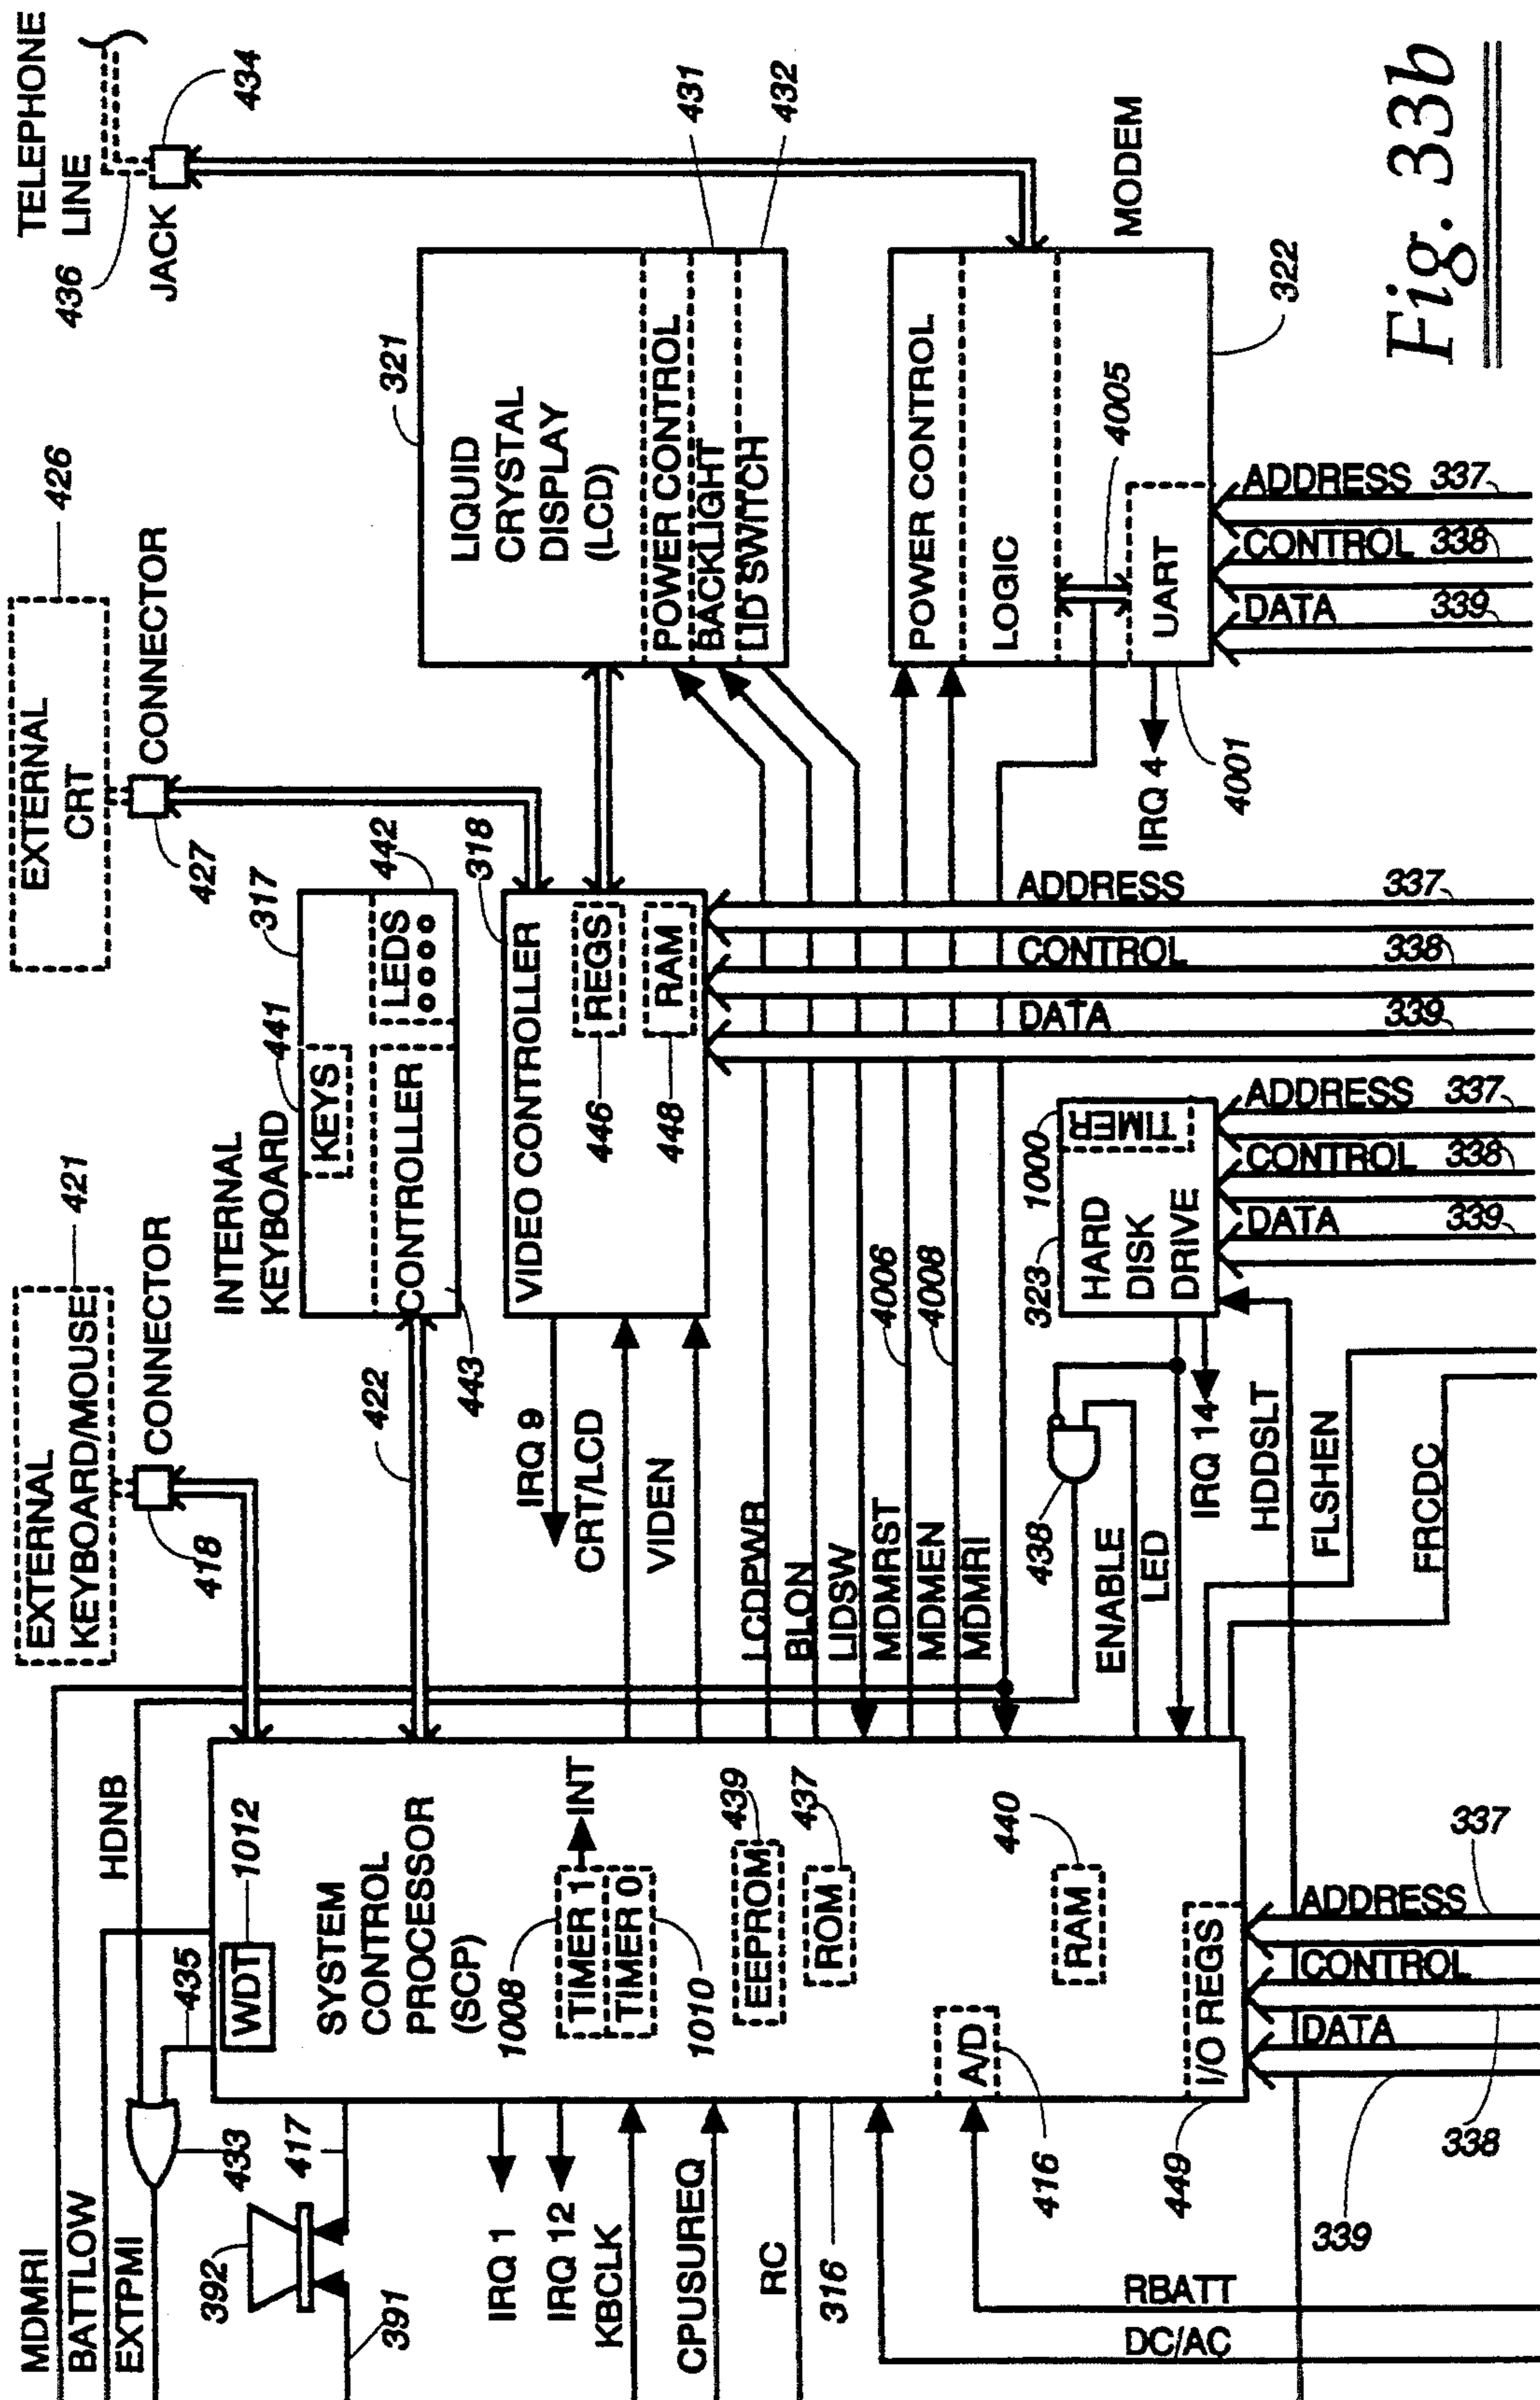 MDMRI
BATTLOW
EXTPMI
HDNB
433
435
WDT
1012
392
417
391
SYSTEM
CONTROL
PROCESSOR
(SCP)
1008
TIMER 1
INT
TIMER 0
1010
EEPROM
439
ROM
437
RAM
440
A/D
416
I/O REGS
449
IRQ 1
IRQ 12
KBCLK
CPUSUREQ
RC
316
RBATT
DC/AC
ADDRESS
337
CONTROL
338
DATA
339
EXTERNAL
KEYBOARD/MOUSE
421
CONNECTOR
418
422
INTERNAL
KEYBOARD
441
317
KEYS
LEDS
442
CONTROLLER
443
EXTERNAL
CRT
426
CONNECTOR
427
VIDEO CONTROLLER
318
REGS
446
RAM
448
IRQ 9
CRT/LCD
VIDEN
LCDPWR
BLON
LIDSW
MDMRST
4006
MDMEN
4008
MDMRI
438
ENABLE
LED
IRQ 14
HDDSLT
FLSHEN
FRCDC
323
1000
HARD
DISK
DRIVE
TIMER
ADDRESS
337
CONTROL
338
DATA
339
ADDRESS
337
CONTROL
338
DATA
339
TELEPHONE
LINE
436
JACK
434
321
LIQUID
CRYSTAL
DISPLAY
(LCD)
POWER CONTROL
431
BACKLIGHT
432
LID SWITCH
POWER CONTROL
MODEM
LOGIC
4005
UART
322
IRQ 4
4001
ADDRESS
337
CONTROL
338
DATA
339
Fig. 33b